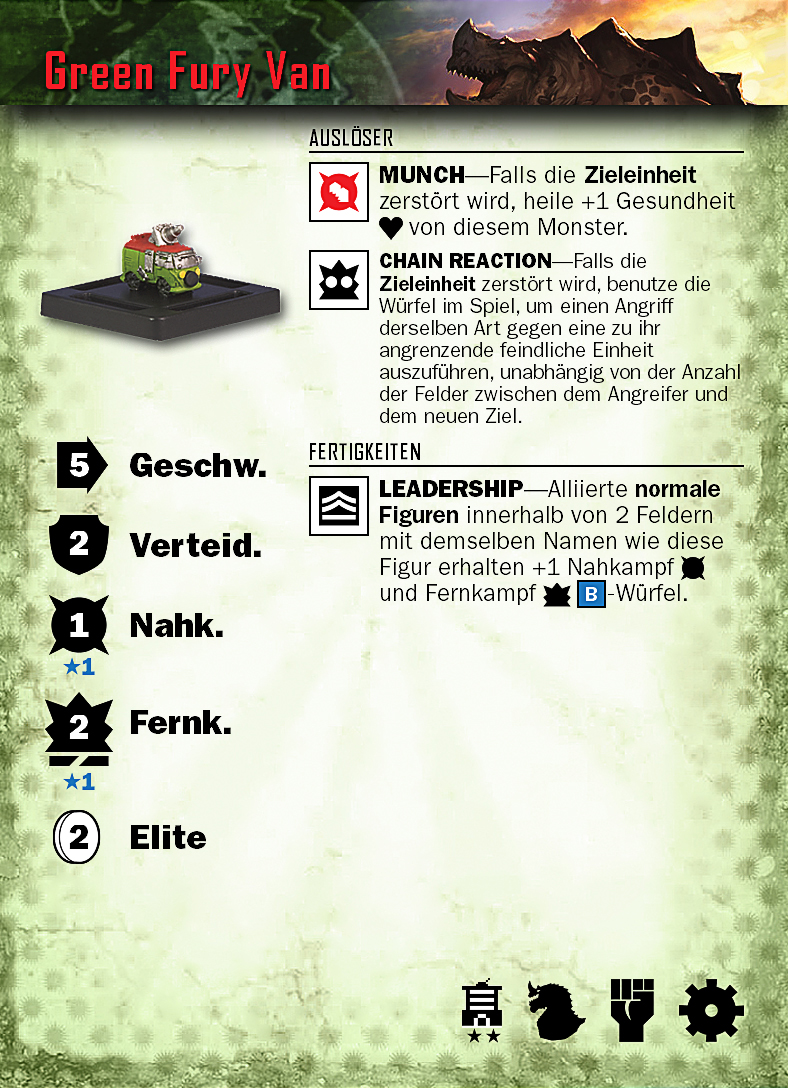 Green Fury Van
AUSLÖSER
MUNCH—Falls die Zieleinheit
zerstört wird, heile +1 Gesundheit
von diesem Monster.
CHAIN REACTION—Falls die
Zieleinheit zerstört wird, benutze die
Würfel im Spiel, um einen Angriff
derselben Art gegen eine zu ihr
angrenzende feindliche Einheit
auszuführen, unabhängig von der Anzahl
der Felder zwischen dem Angreifer und
dem neuen Ziel.
5 Geschw.
2 Verteid.
1 Nahk.
★1
2 Fernk.
★1
2 Elite
FERTIGKEITEN
LEADERSHIP—Alliierte normale
Figuren innerhalb von 2 Feldern
mit demselben Namen wie diese
Figur erhalten +1 Nahkampf
und Fernkampf B-Würfel.
★★